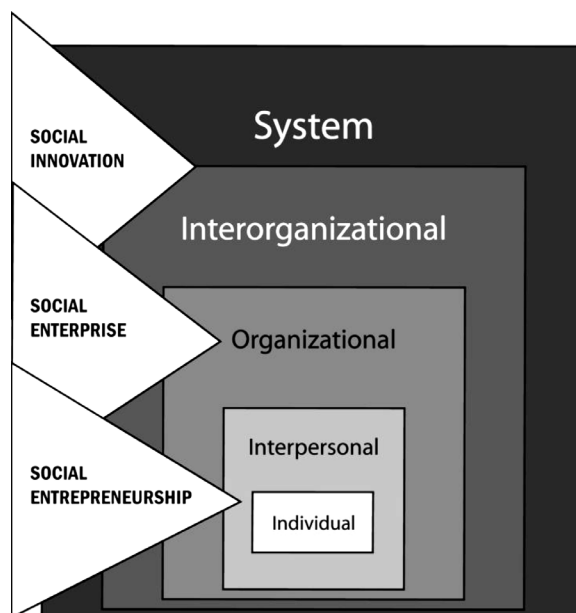 System
SOCIAL
INNOVATION
Interorganizational
SOCIAL
ENTERPRISE
Organizational
Interpersonal
SOCIAL
ENTREPRENEURSHIP
Individual